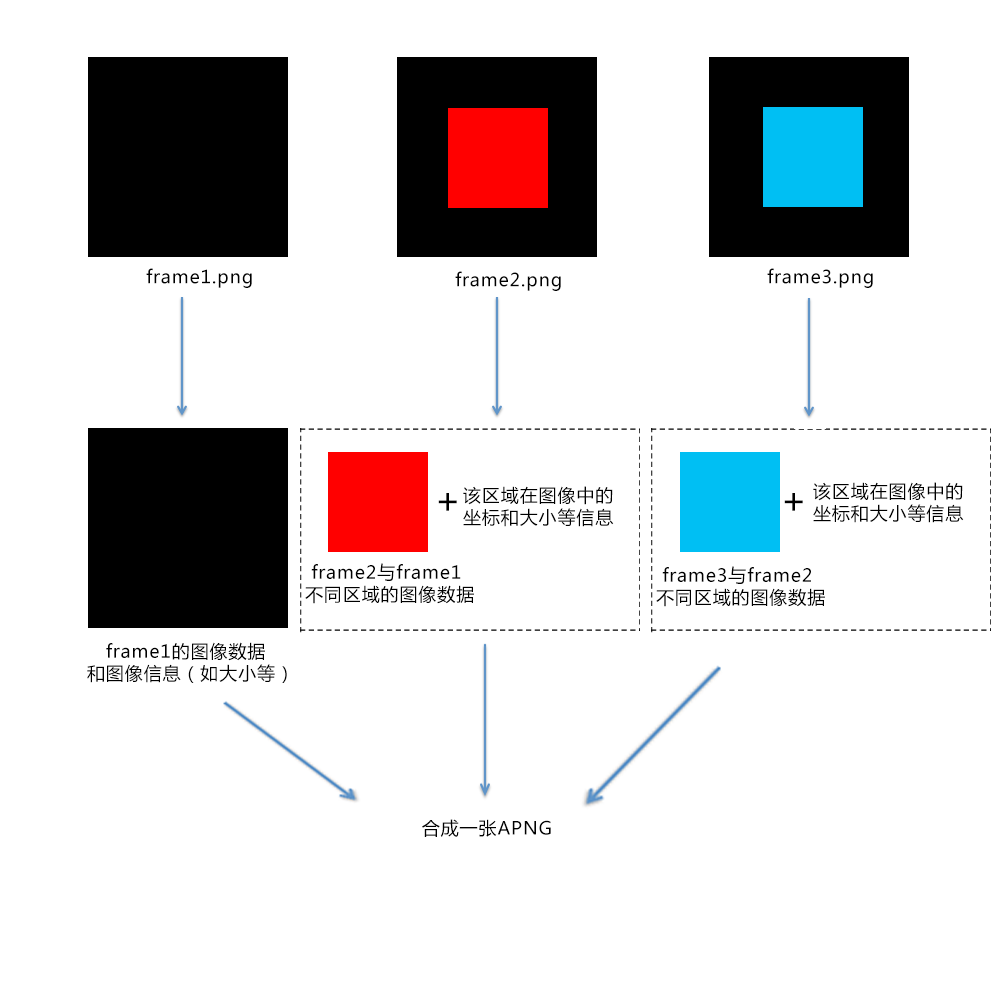 frame1.png
frame2.png
frame3.png
+
该区域在图像中的
坐标和大小等信息
frame2与frame1
不同区域的图像数据
+
该区域在图像中的
坐标和大小等信息
frame3与frame2
不同区域的图像数据
frame1的图像数据
和图像信息（如大小等）
合成一张APNG